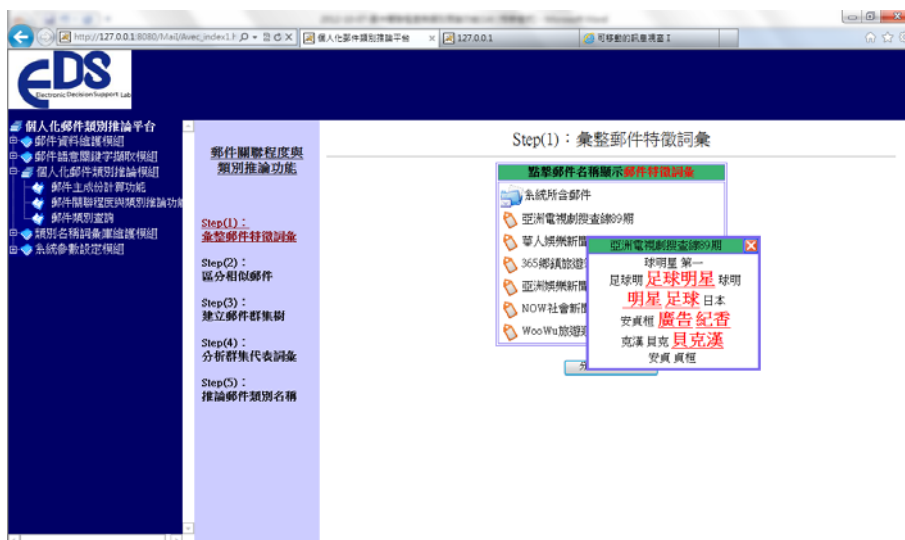 http://127.0.0.1:8080/Mail/Avec_index1.h
個人化郵件類別推論平台
127.0.0.1
可移動的訊息視窗 I
EDS
Electronic Decision Support Lab
個人化郵件類別推論平台
郵件資料維護模組
郵件語意關鍵字擷取模組
個人化郵件類別推論模組
郵件主成份計算功能
郵件關聯程度與類別推論功
郵件類別查詢
類別名稱詞彙庫維護模組
系統參數設定模組
郵件關聯程度與
類別推論功能
Step(1):
彙整郵件特徵詞彙
Step(2):
區分相似郵件
Step(3):
建立郵件群集樹
Step(4):
分析群集代表詞彙
Step(5):
推論郵件類別名稱
Step(1):彙整郵件特徵詞彙
點擊郵件名稱顯示郵件特徵詞彙
系統所含郵件
亞洲電視劇搜查線89期
華人娛樂新聞
365鄉鎮旅遊
亞洲娛樂新聞
NOW社會新聞
WooWu旅遊
亞洲電視劇搜查線89期
球明星 第一
足球明 足球明星 球明
明星 足球 日本
安貞桓 廣告 紀香
克漢 貝克 貝克漢
安貞 貞桓